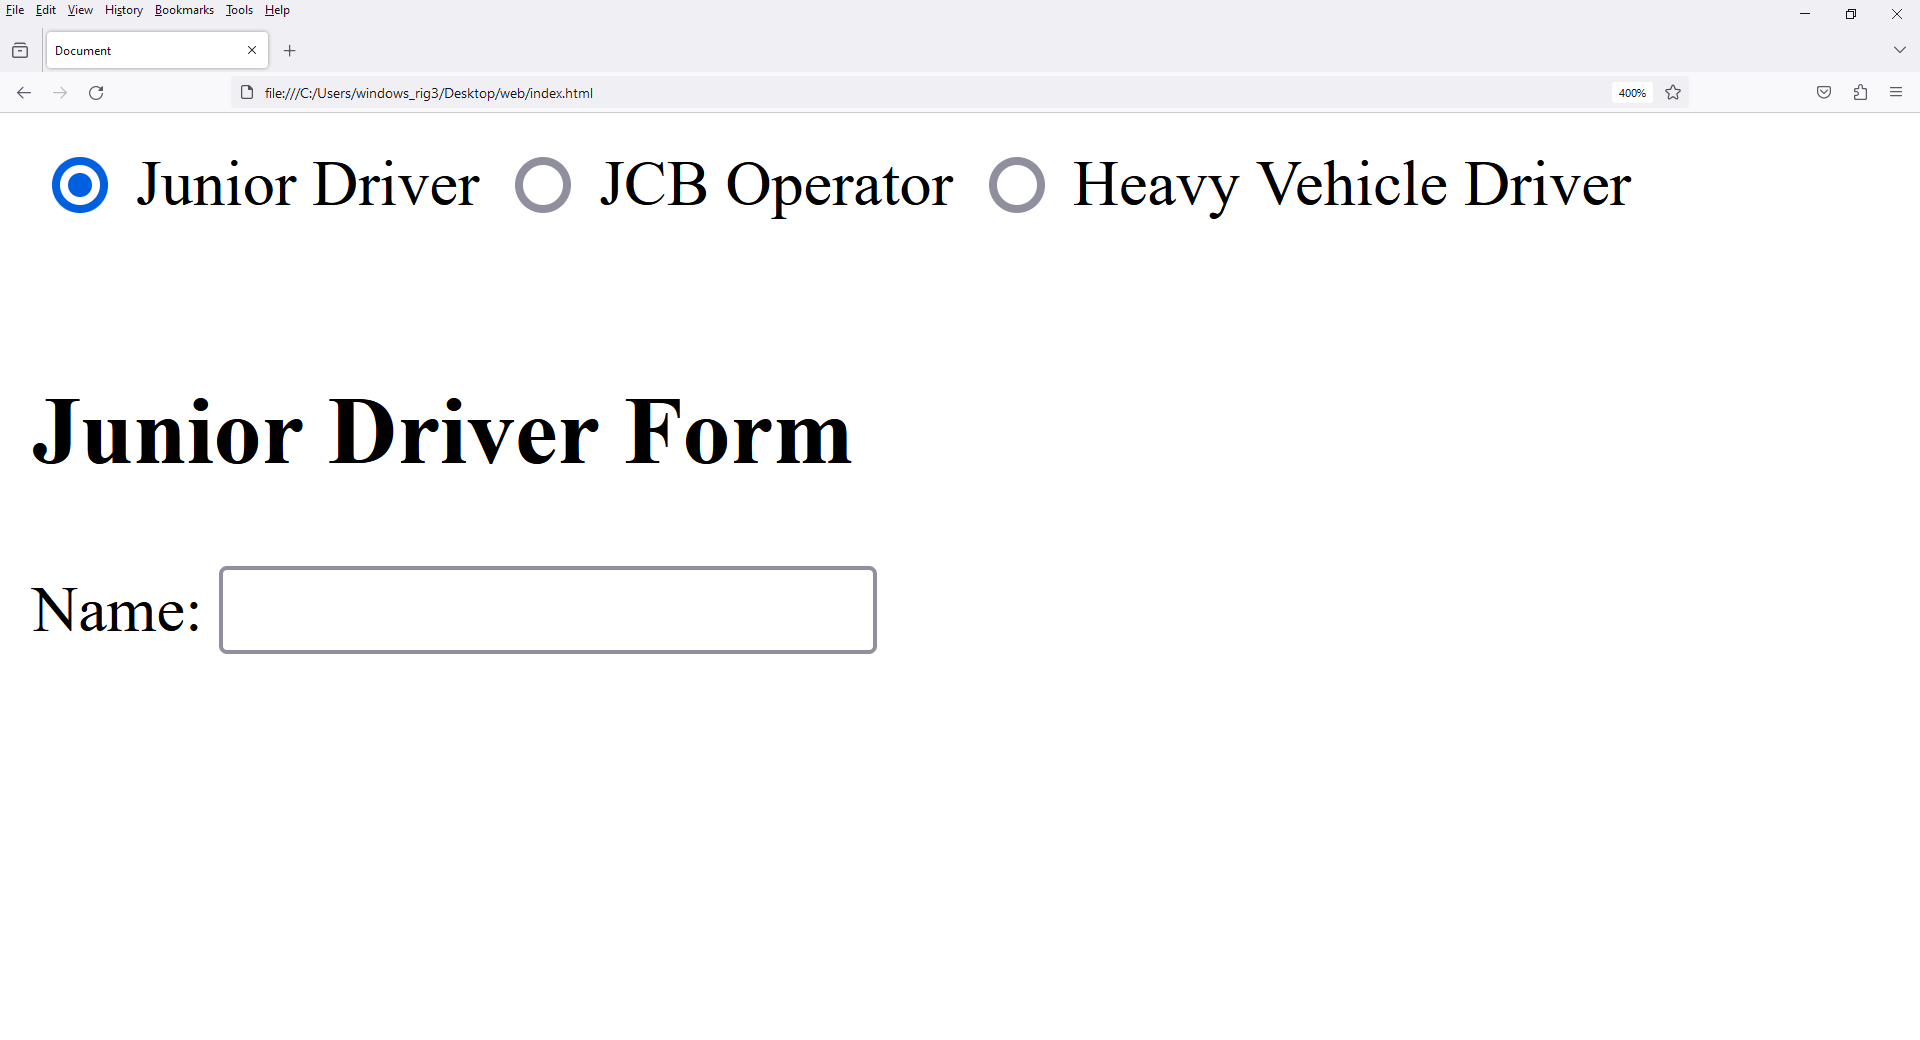 File Edit View History Bookmarks Tools Help
Document
file:///C:/Users/windows_rig3/Desktop/web/index.html 400%
Junior Driver JCB Operator Heavy Vehicle Driver
Junior Driver Form
Name: